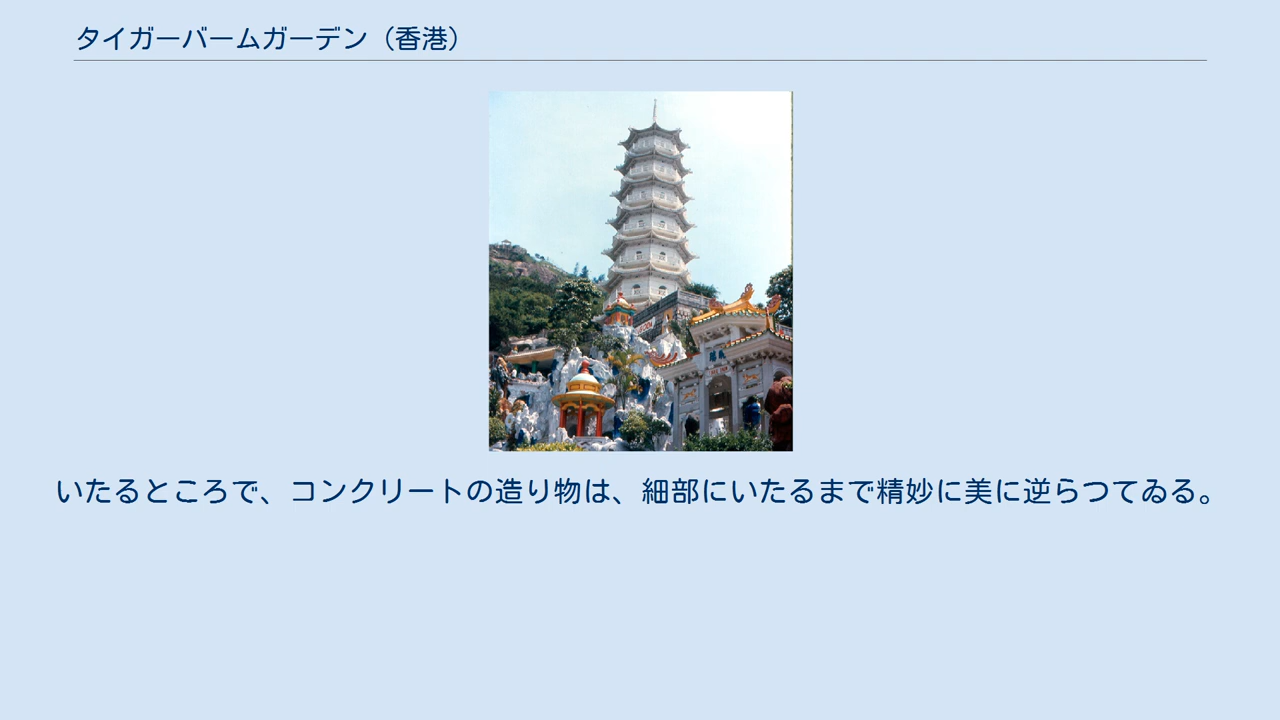 タイガーバームガーデン（香港）
いたるところで、コンクリートの造り物は、細部にいたるまで精妙に美に逆らつてゐる。